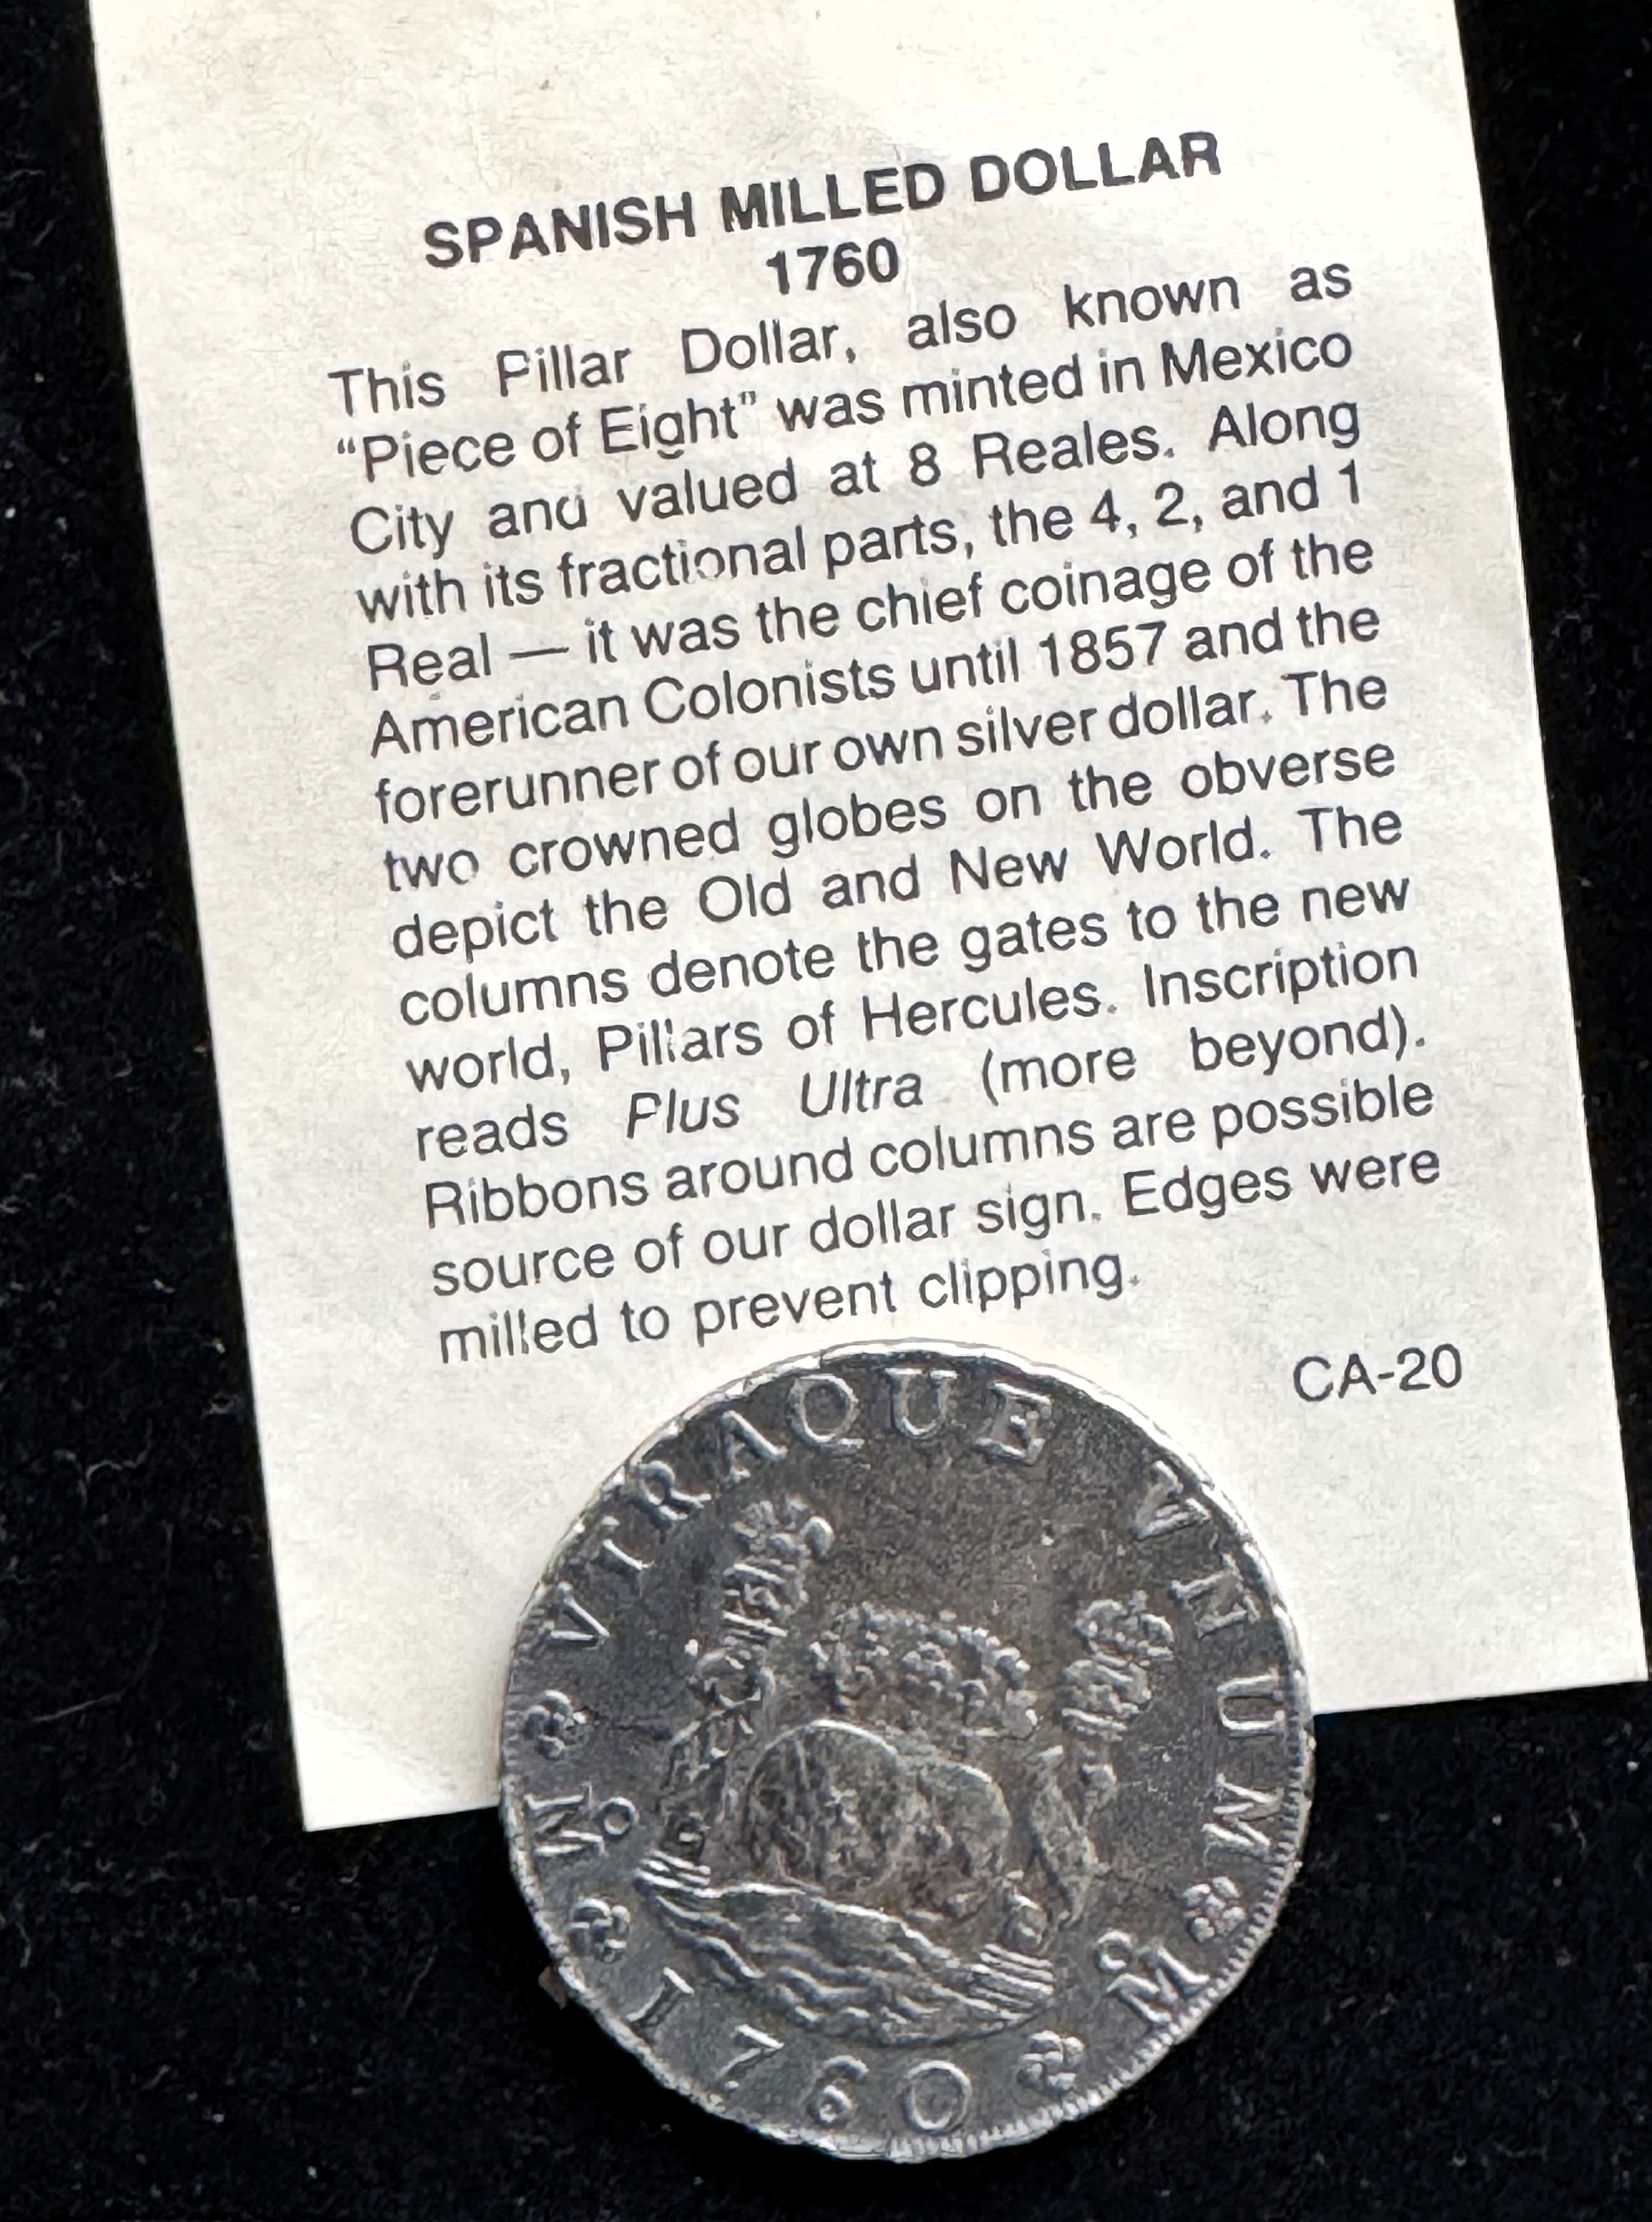 SPANISH MILLED DOLLAR
1760
This Pillar Dollar, also known as
“Piece of Eight” was minted in Mexico
City and valued at 8 Reales. Along
with its fractional parts, the 4, 2, and 1
Real — it was the chief coinage of the
American Colonists until 1857 and the
forerunner of our own silver dollar. The
two crowned globes on the obverse
depict the Old and New World. The
columns denote the gates to the new
world, Pillars of Hercules. Inscription
reads Plus Ultra (more beyond).
Ribbons around columns are possible
source of our dollar sign. Edges were
milled to prevent clipping.
CA-20
VTRAQUE VNUM
M 1760 M